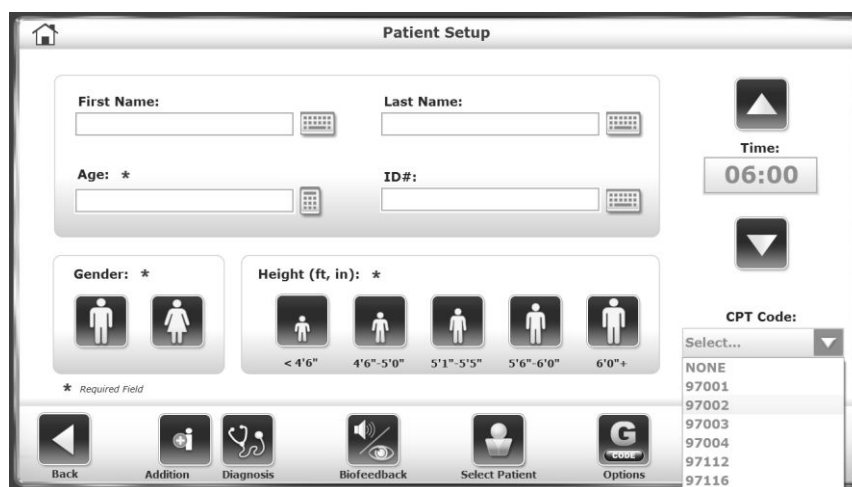 Patient Setup
First Name:
Last Name:
Age: *
ID#:
Time:
06:00
Gender: *
Height (ft, in): *
< 4'6"
4'6"-5'0"
5'1"-5'5"
5'6"-6'0"
6'0"+
* Required Field
CPT Code:
Select...
NONE
97001
97002
97003
97004
97112
97116
Back
Addition
Diagnosis
Biofeedback
Select Patient
G
CODE
Options